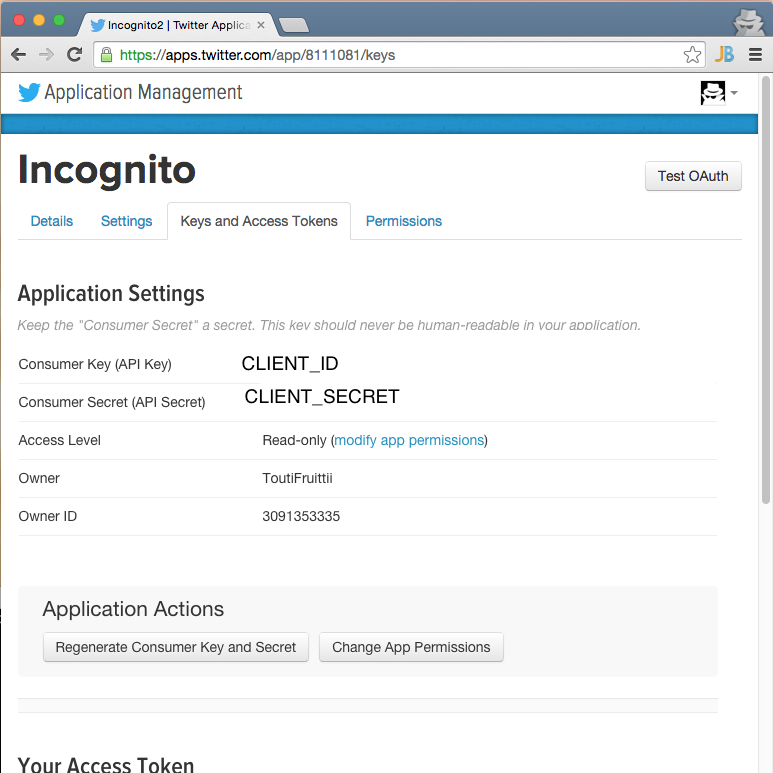 Incognito2 | Twitter Applica
https://apps.twitter.com/app/8111081/keys
JB
Application Management
Incognito
Test OAuth
Details Settings Keys and Access Tokens Permissions
Application Settings
Keep the "Consumer Secret" a secret. This key should never be human-readable in your application.
Consumer Key (API Key) CLIENT_ID
Consumer Secret (API Secret) CLIENT_SECRET
Access Level Read-only (modify app permissions)
Owner ToutiFruittii
Owner ID 3091353335
Application Actions
Regenerate Consumer Key and Secret Change App Permissions
Your Access Token